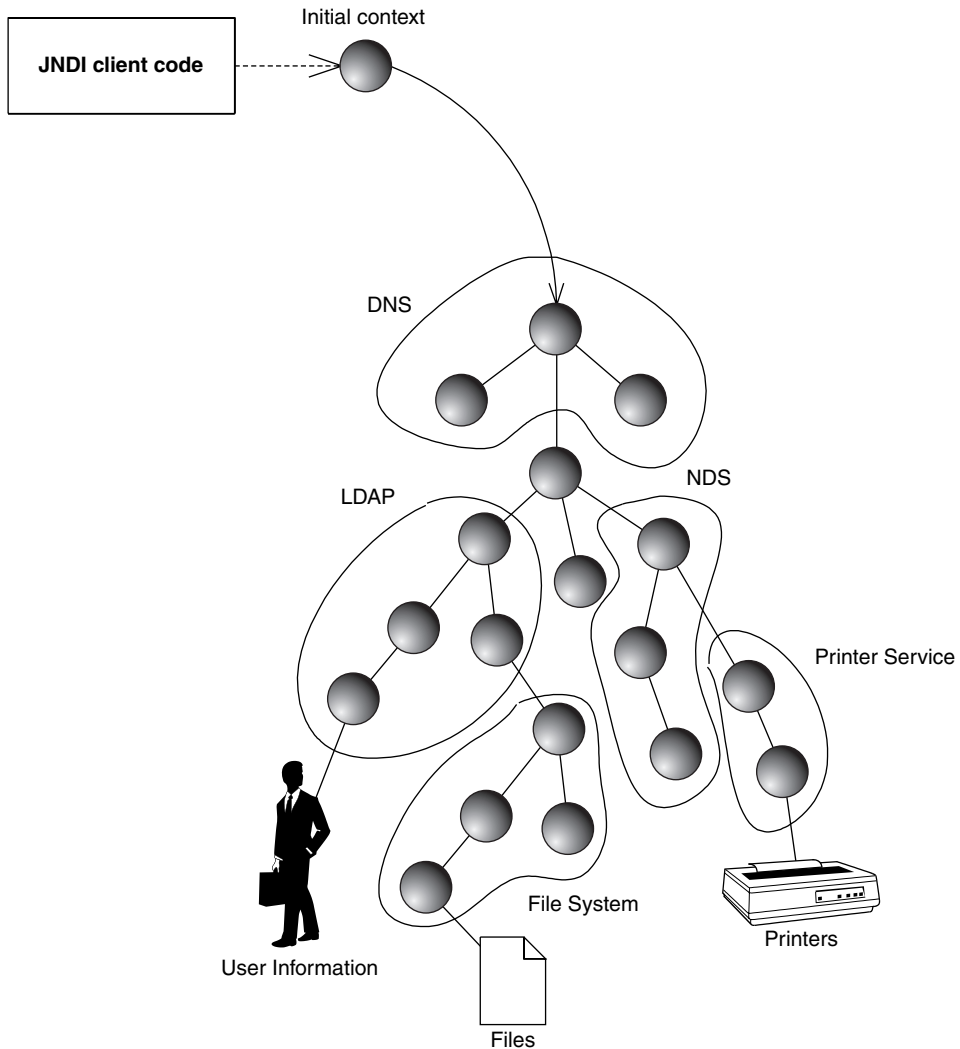 Initial context
JNDI client code
DNS
NDS
LDAP
Printer Service
File System
Printers
User Information
Files